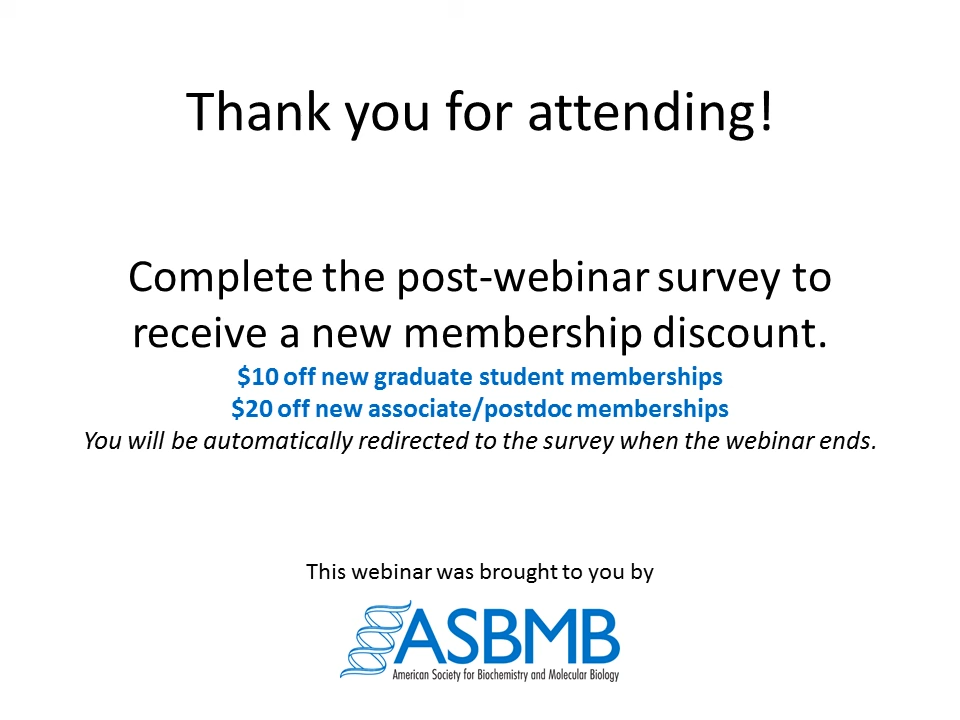 Thank you for attending!
Complete the post-webinar survey to
receive a new membership discount.
$10 off new graduate student memberships
$20 off new associate/postdoc memberships
You will be automatically redirected to the survey when the webinar ends.
This webinar was brought to you by
ASBMB
American Society for Biochemistry and Molecular Biology